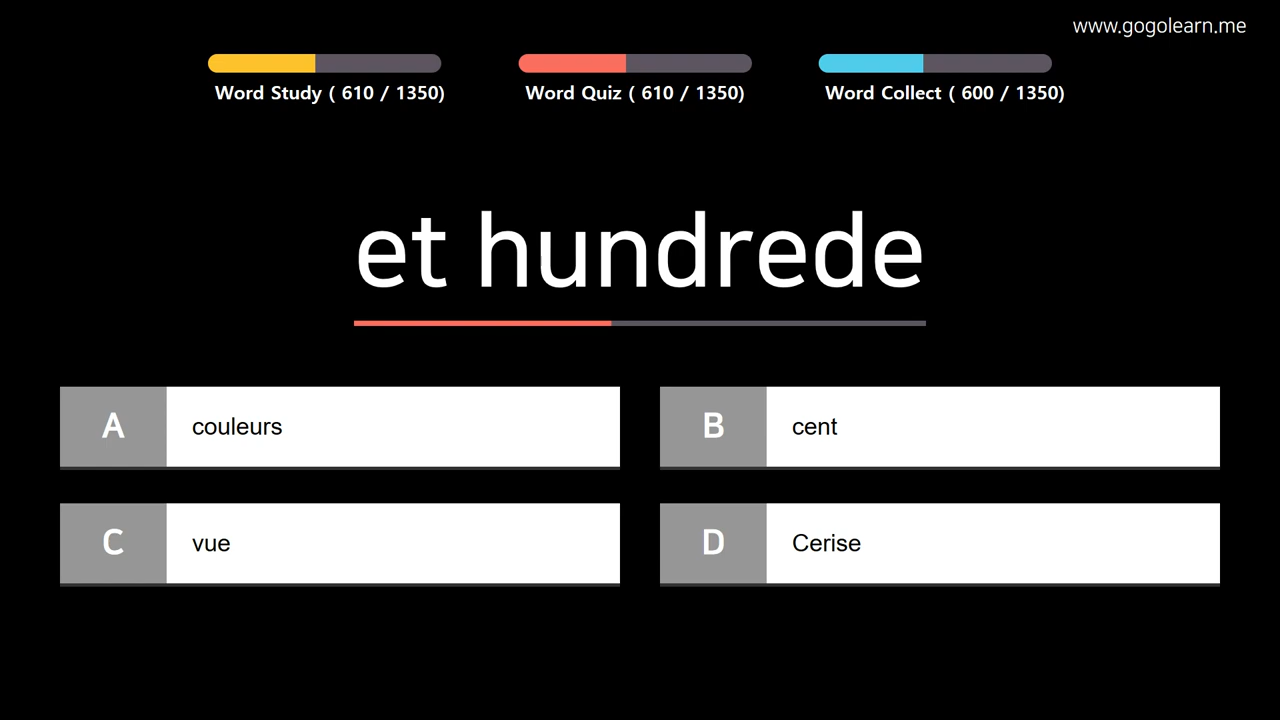 www.gogolearn.me
Word Study ( 610 / 1350)
Word Quiz ( 610 / 1350)
Word Collect ( 600 / 1350)
et hundrede
A
couleurs
B
cent
C
vue
D
Cerise